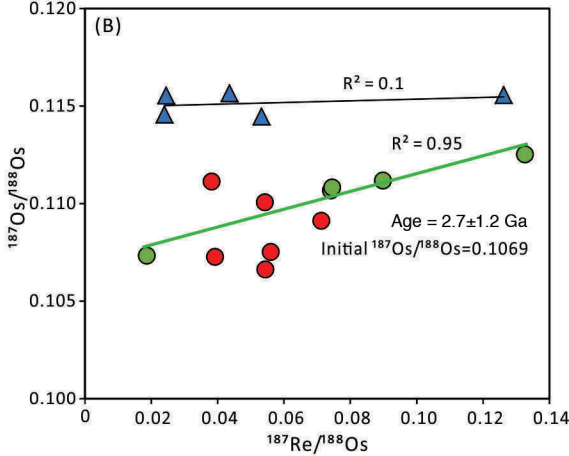 (B)
0.120
0.115
0.110
0.105
0.100
¹⁸⁷Os/¹⁸⁸Os
R² = 0.1
R² = 0.95
Age = 2.7±1.2 Ga
Initial ¹⁸⁷Os/¹⁸⁸Os=0.1069
0 0.02 0.04 0.06 0.08 0.10 0.12 0.14
¹⁸⁷Re/¹⁸⁸Os